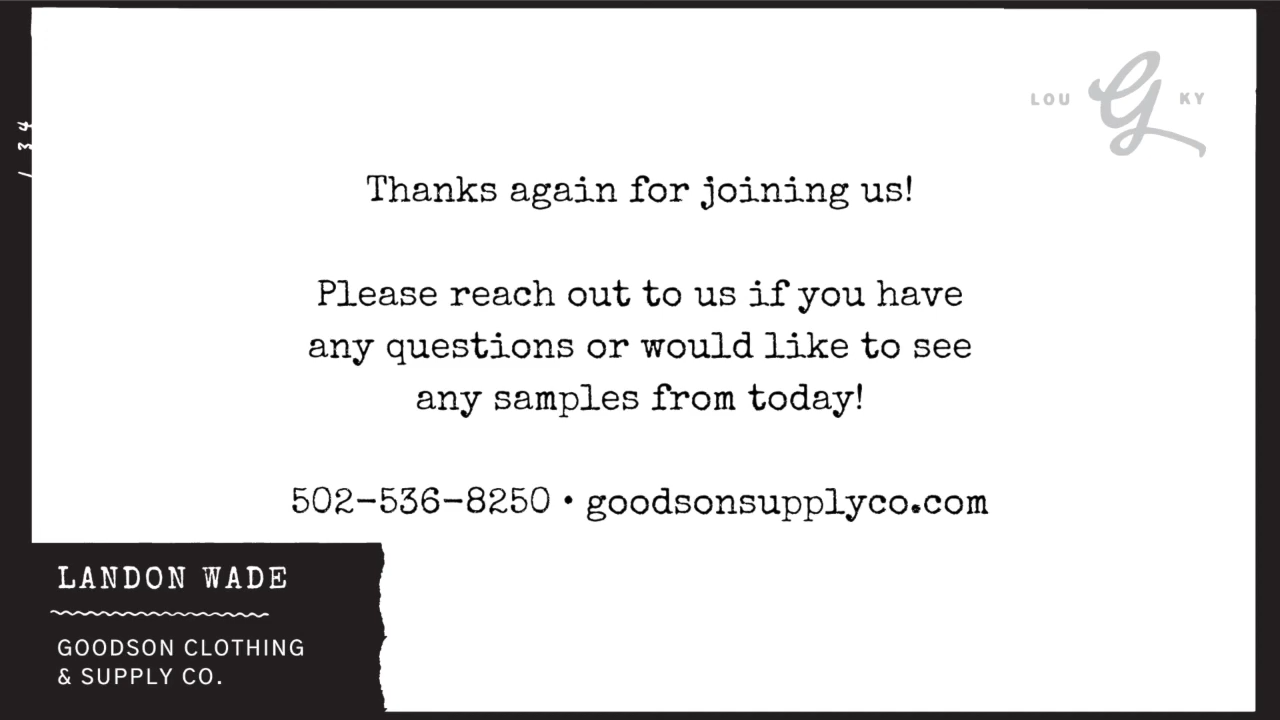 LOU G KY
/ 34
Thanks again for joining us!
Please reach out to us if you have
any questions or would like to see
any samples from today!
502-536-8250 • goodsonsupplyco.com
LANDON WADE
GOODSON CLOTHING
& SUPPLY CO.